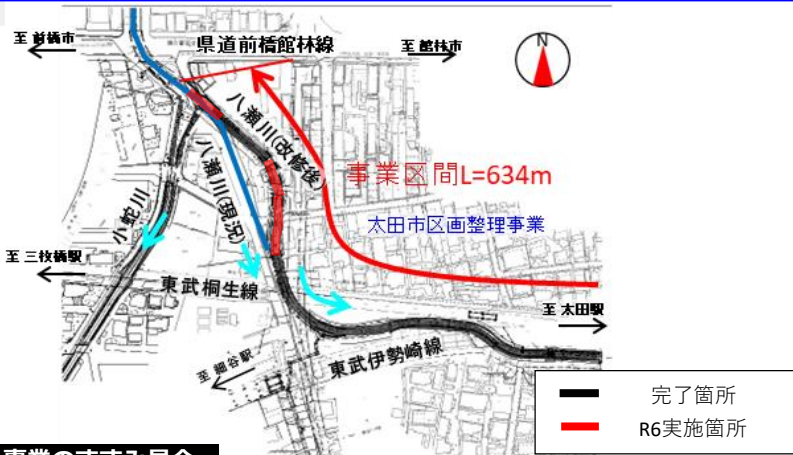 至 前橋市
県道前橋館林線
至 館林市
N
八瀬川(改修後)
事業区間L=634m
八瀬川(現況)
太田市区画整理事業
小蛇川
至 三枚橋駅
東武桐生線
至 太田駅
至 細谷駅
東武伊勢崎線
完了箇所
R6実施箇所